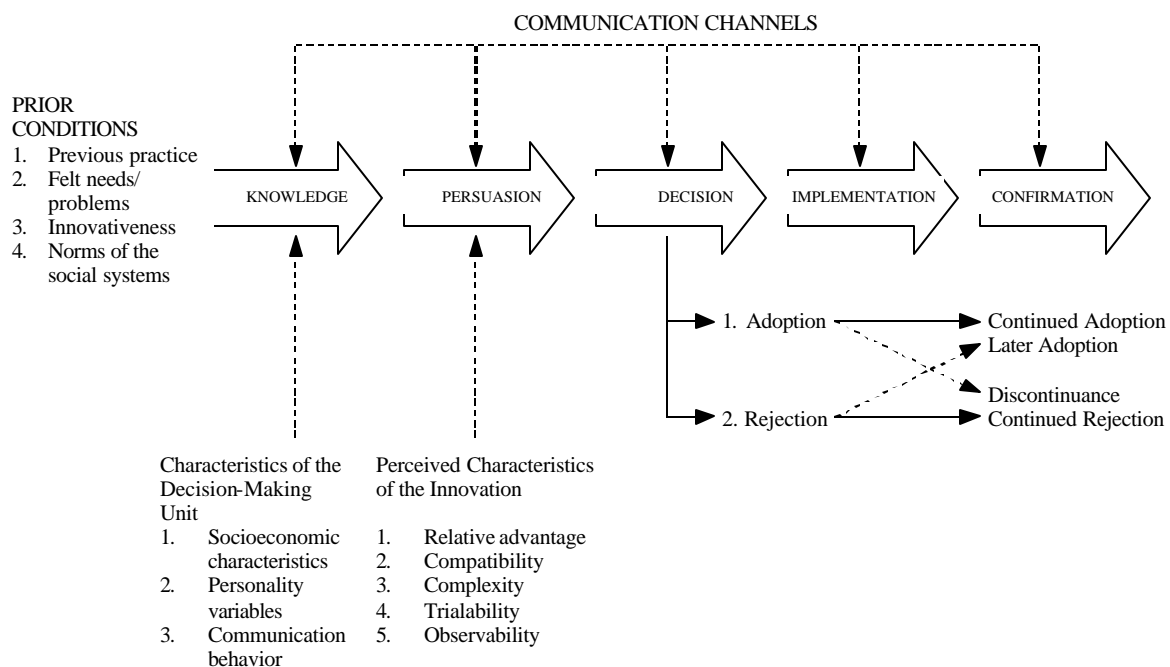 COMMUNICATION CHANNELS
PRIOR
CONDITIONS
1. Previous practice
2. Felt needs/
problems
3. Innovativeness
4. Norms of the
social systems
KNOWLEDGE
PERSUASION
DECISION
IMPLEMENTATION
CONFIRMATION
1. Adoption
Continued Adoption
Later Adoption
Discontinuance
2. Rejection
Continued Rejection
Characteristics of the
Decision-Making
Unit
1. Socioeconomic
characteristics
2. Personality
variables
3. Communication
behavior
Perceived Characteristics
of the Innovation
1. Relative advantage
2. Compatibility
3. Complexity
4. Trialability
5. Observability